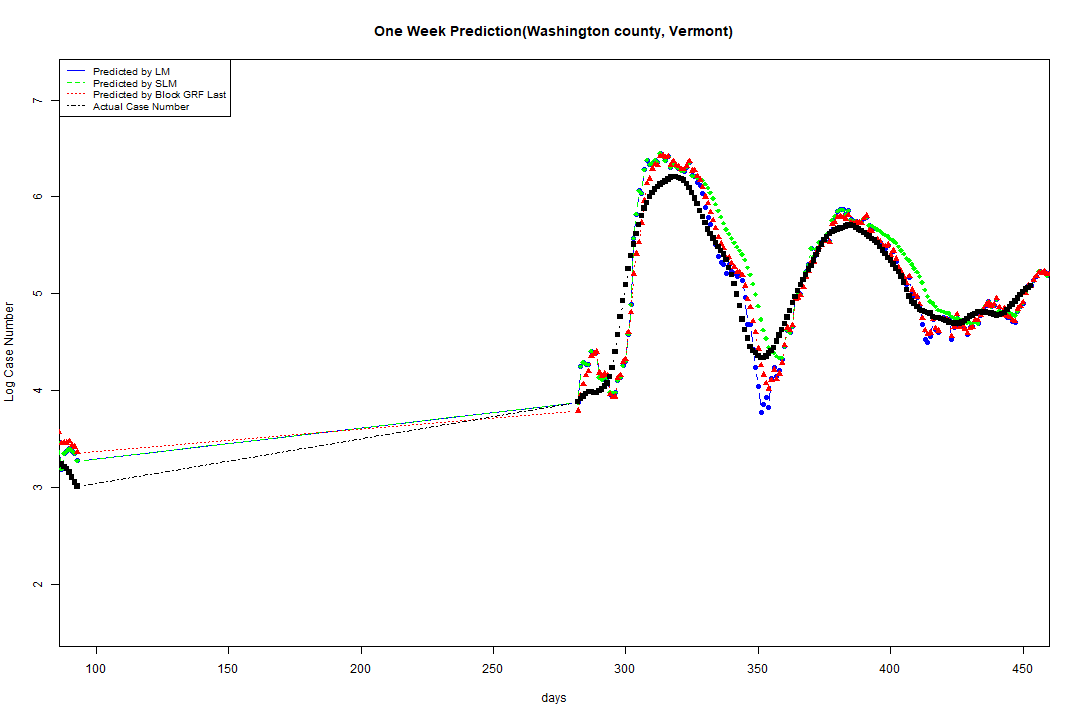 One Week Prediction(Washington county, Vermont)
Predicted by LM
Predicted by SLM
Predicted by Block GRF Last
Actual Case Number
7
6
5
4
3
2
Log Case Number
100 150 200 250 300 350 400 450
days